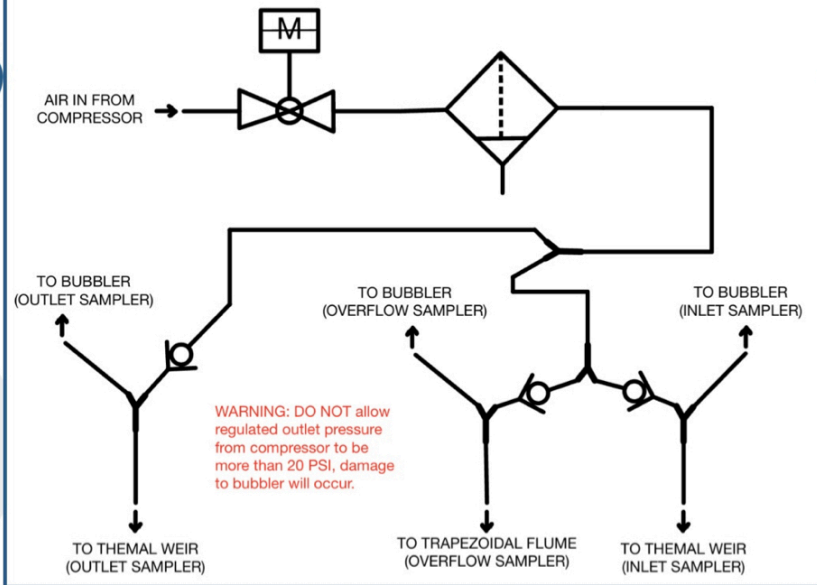 M
AIR IN FROM
COMPRESSOR
TO BUBBLER
(OUTLET SAMPLER)
TO BUBBLER
(OVERFLOW SAMPLER)
TO BUBBLER
(INLET SAMPLER)
WARNING: DO NOT allow
regulated outlet pressure
from compressor to be
more than 20 PSI, damage
to bubbler will occur.
TO THEMAL WEIR
(OUTLET SAMPLER)
TO TRAPEZOIDAL FLUME
(OVERFLOW SAMPLER)
TO THEMAL WEIR
(INLET SAMPLER)